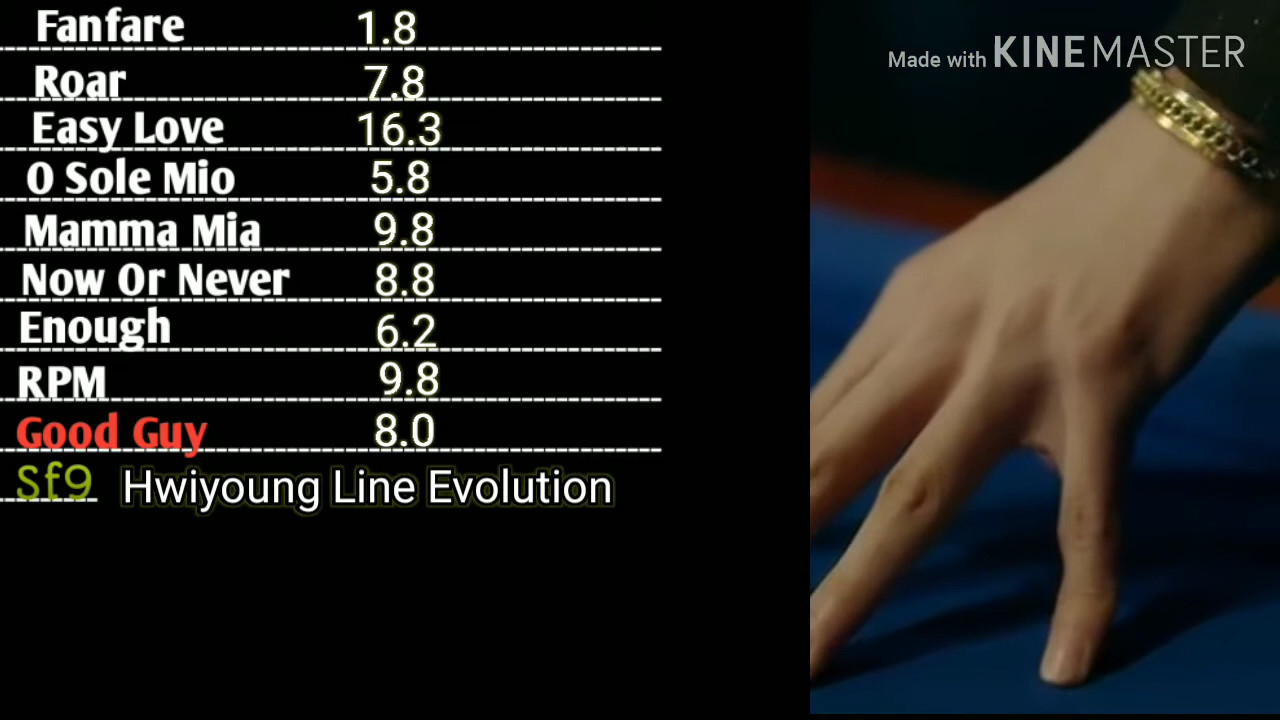 Fanfare 1.8
Made with KINEMASTER
Roar 7.8
Easy Love 16.3
O Sole Mio 5.8
Mamma Mia 9.8
Now Or Never 8.8
Enough 6.2
RPM 9.8
Good Guy 8.0
Sf9 Hwiyoung Line Evolution